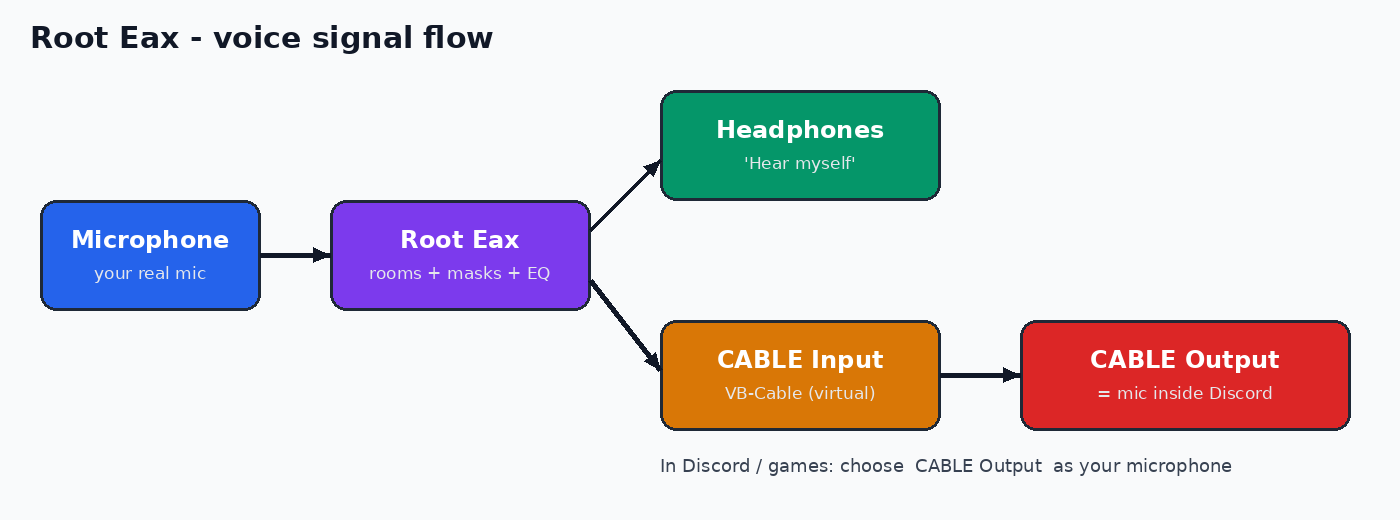 Root Eax - voice signal flow
Headphones
'Hear myself'
Microphone
your real mic
Root Eax
rooms + masks + EQ
CABLE Input
VB-Cable (virtual)
CABLE Output
= mic inside Discord
In Discord / games: choose  CABLE Output  as your microphone